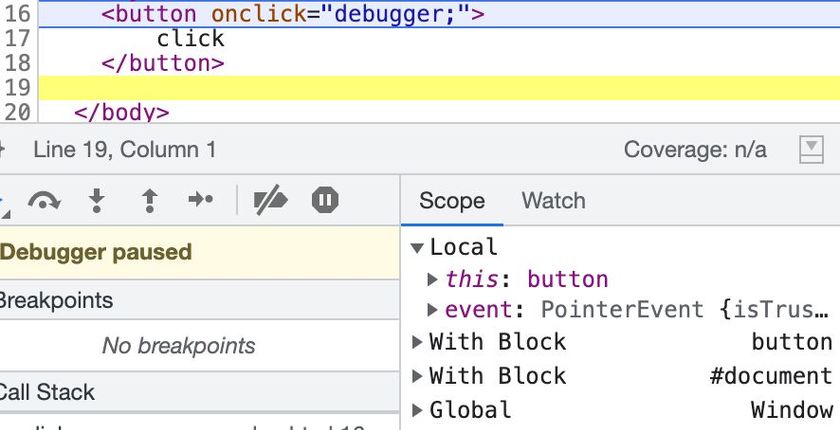 16 <button onclick="debugger;">
17 click
18 </button>
19
20 </body>
Line 19, Column 1 Coverage: n/a
Scope Watch
Debugger paused
Breakpoints
No breakpoints
Call Stack
Local
this: button
event: PointerEvent {isTrus…
With Block button
With Block #document
Global Window